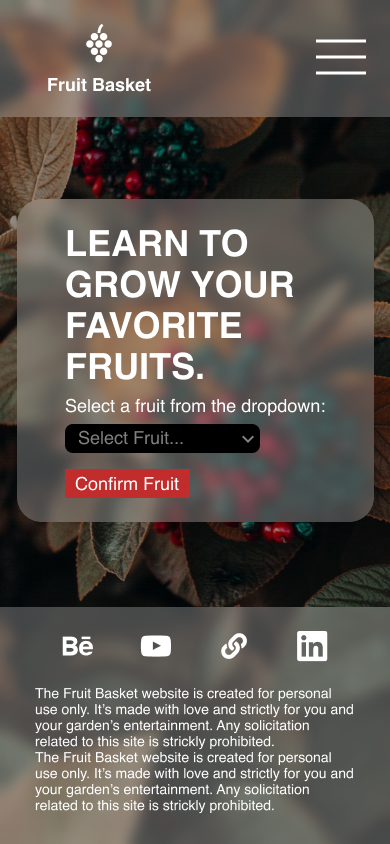 Fruit Basket
LEARN TO
GROW YOUR
FAVORITE
FRUITS.
Select a fruit from the dropdown:
Select Fruit...
Confirm Fruit
Bē
in
The Fruit Basket website is created for personal
use only. It’s made with love and strictly for you and
your garden’s entertainment. Any solicitation
related to this site is strickly prohibited.
The Fruit Basket website is created for personal
use only. It’s made with love and strictly for you and
your garden’s entertainment. Any solicitation
related to this site is strickly prohibited.